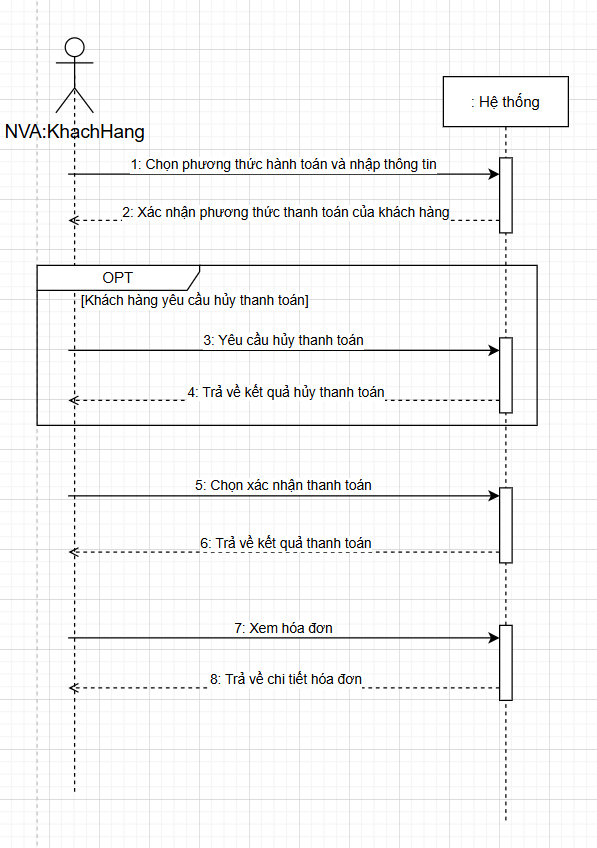 NVA:KhachHang
: Hệ thống
1: Chọn phương thức hành toán và nhập thông tin
2: Xác nhận phương thức thanh toán của khách hàng
OPT
[Khách hàng yêu cầu hủy thanh toán]
3: Yêu cầu hủy thanh toán
4: Trả về kết quả hủy thanh toán
5: Chọn xác nhận thanh toán
6: Trả về kết quả thanh toán
7: Xem hóa đơn
8: Trả về chi tiết hóa đơn